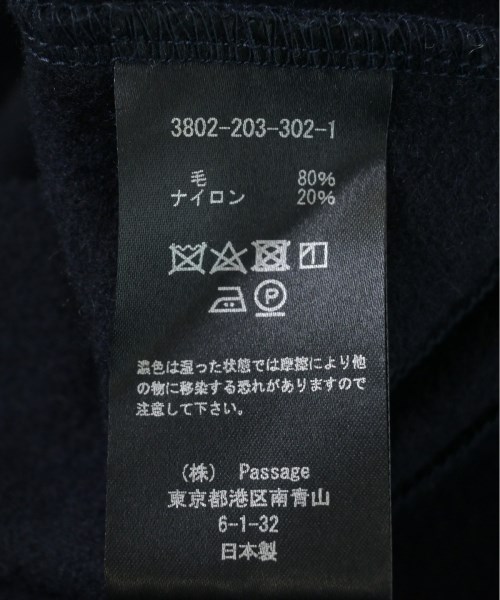 3802-203-302-1
毛 80%
ナイロン 20%
P
濃色は湿った状態では摩擦により他
の物に移染する恐れがありますので
注意して下さい。
(株) Passage
東京都港区南青山
6-1-32
日本製